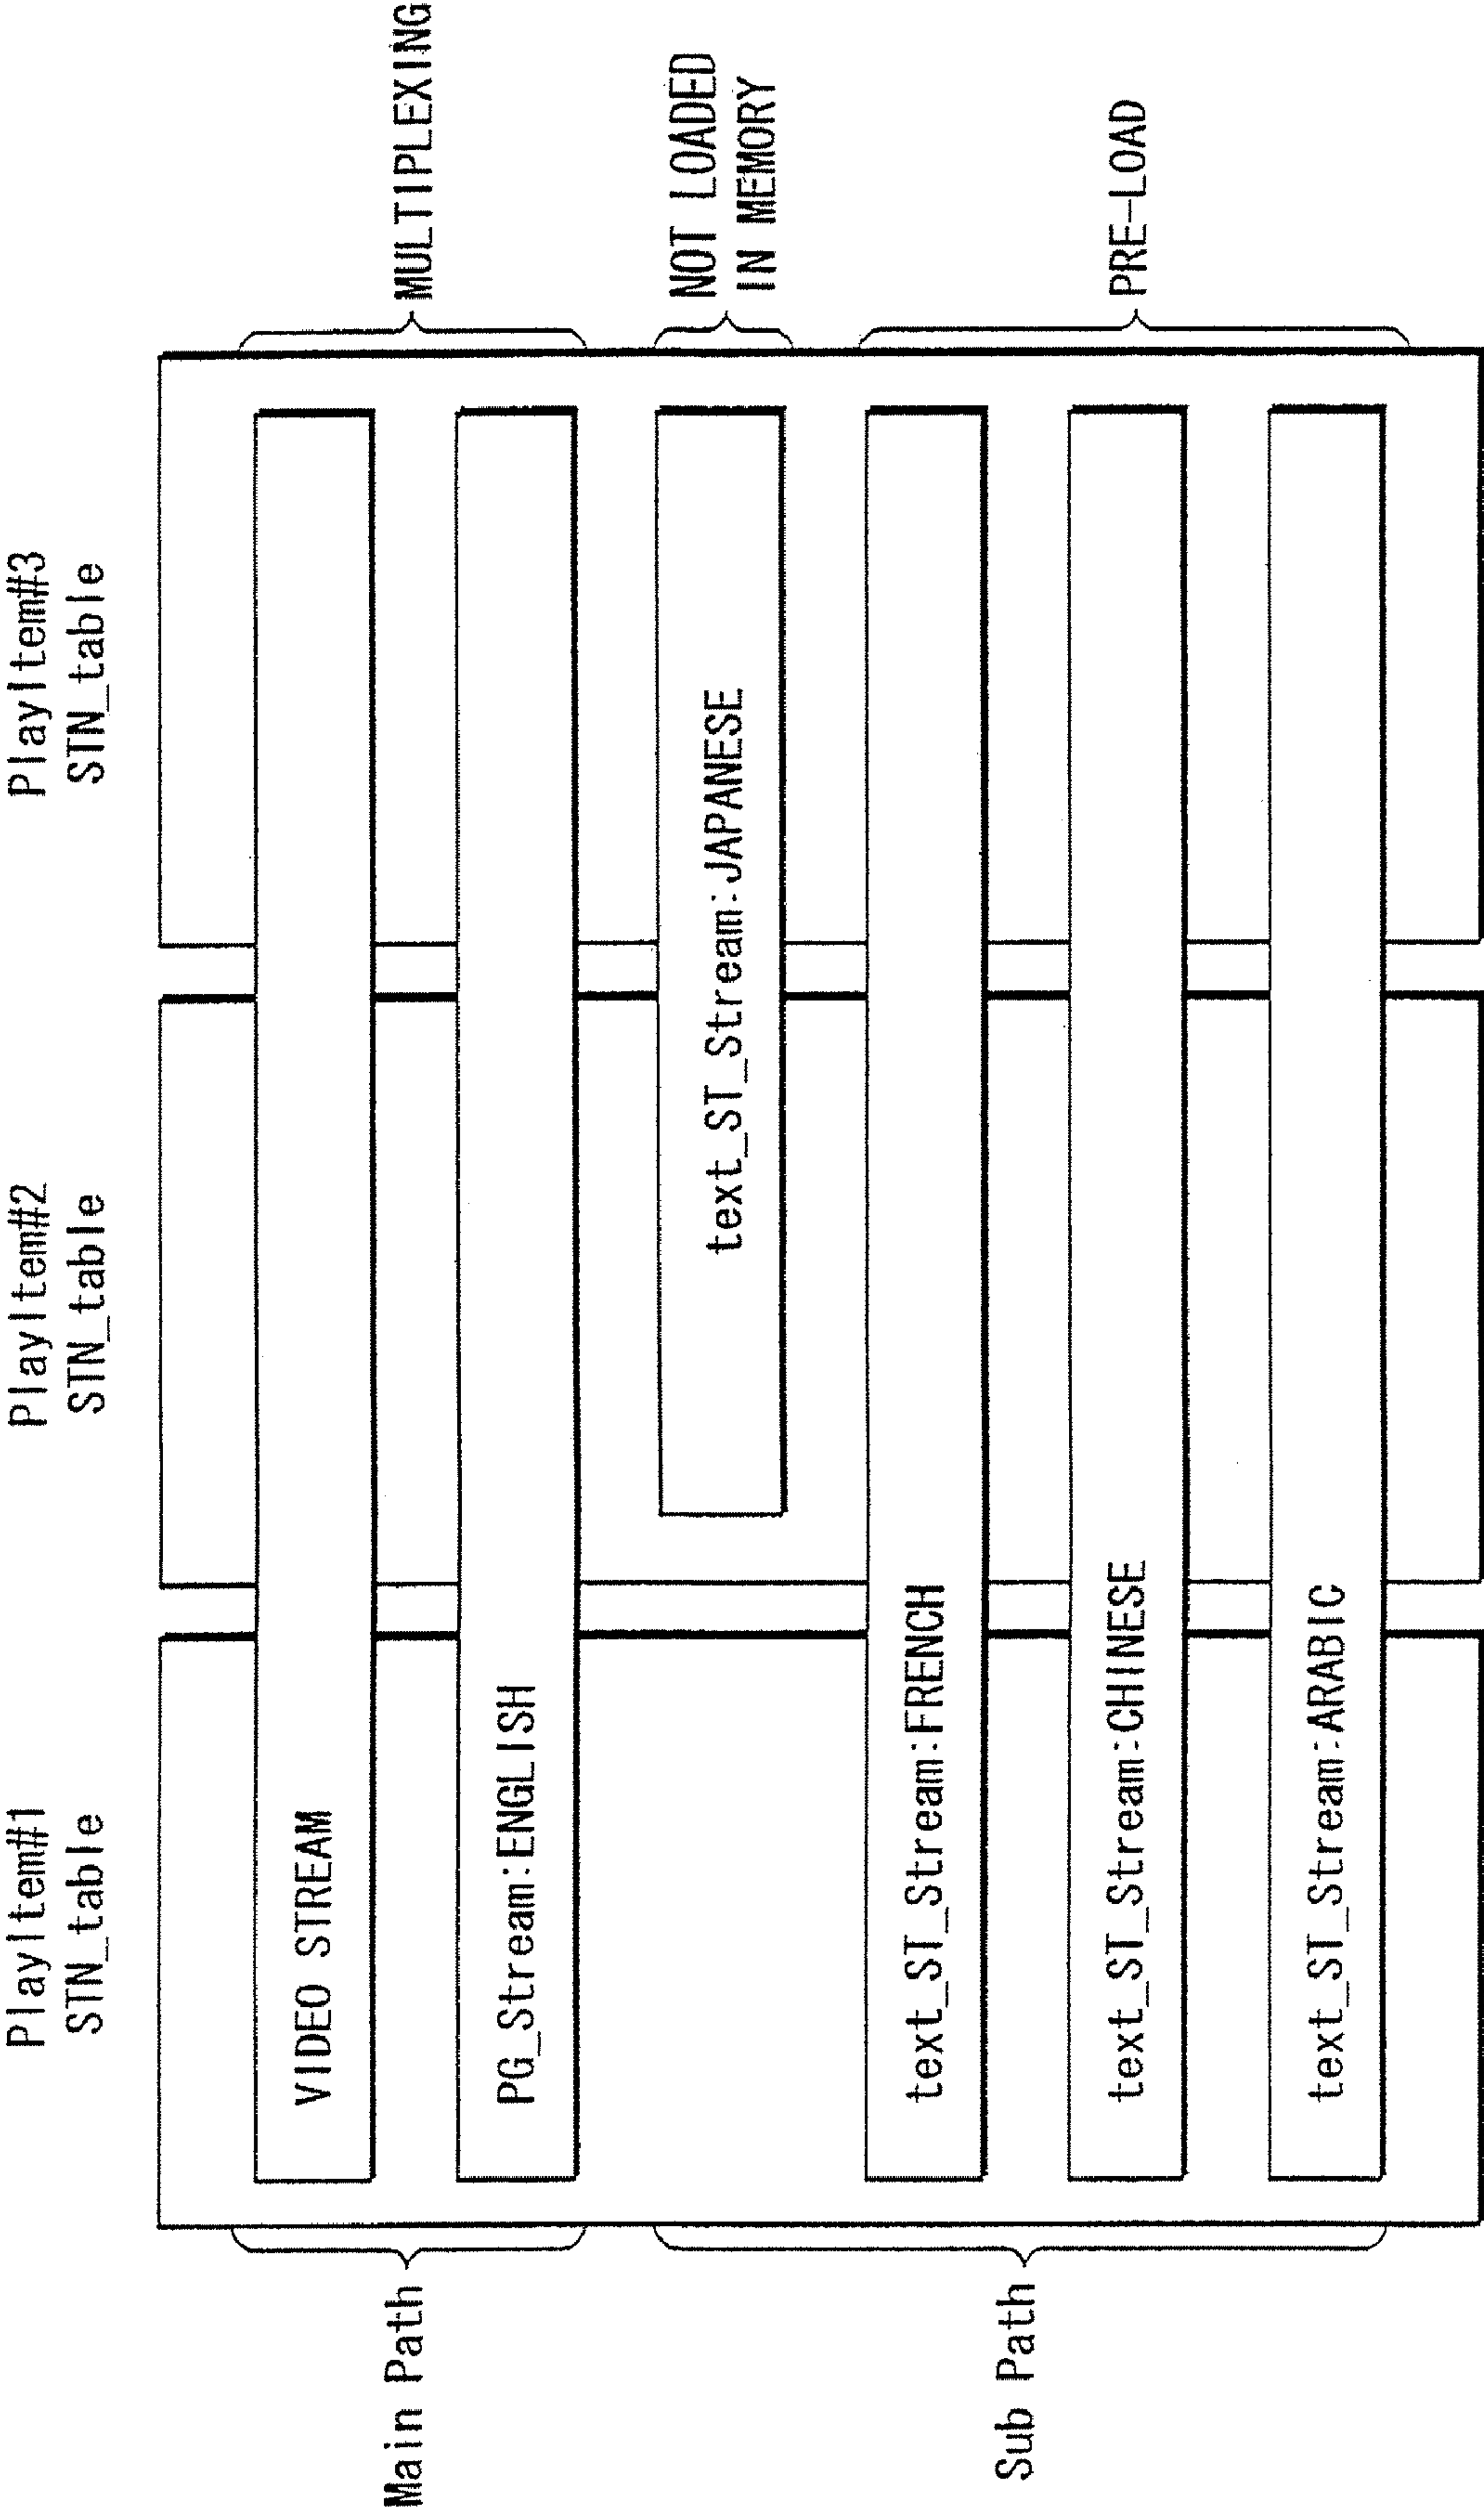 PlayItem#1
STN_table
PlayItem#2
STN_table
PlayItem#3
STN_table
Main Path
VIDEO STREAM
PG_Stream:ENGLISH
MULTIPLEXING
Sub Path
text_ST_Stream:JAPANESE
NOT LOADED
IN MEMORY
text_ST_Stream:FRENCH
text_ST_Stream:CHINESE
text_ST_Stream:ARABIC
PRE-LOAD